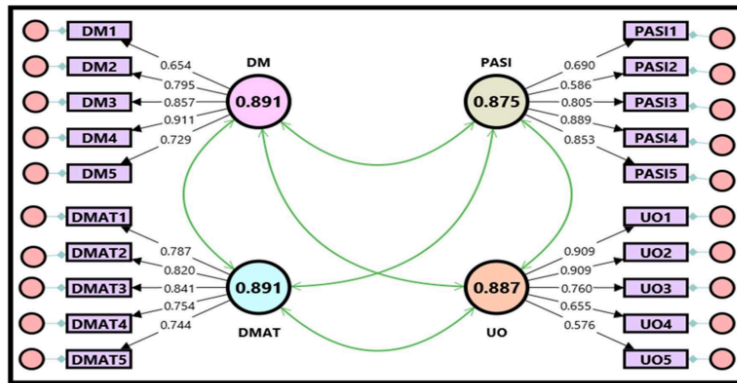 DM1
DM2
DM3
DM4
DM5
0.654
0.795
0.857
0.911
0.729
DM
0.891
PASI
0.875
0.690
0.586
0.805
0.889
0.853
PASI1
PASI2
PASI3
PASI4
PASI5
DMAT1
DMAT2
DMAT3
DMAT4
DMAT5
0.787
0.820
0.841
0.754
0.744
0.891
DMAT
0.887
UO
0.909
0.909
0.760
0.655
0.576
UO1
UO2
UO3
UO4
UO5